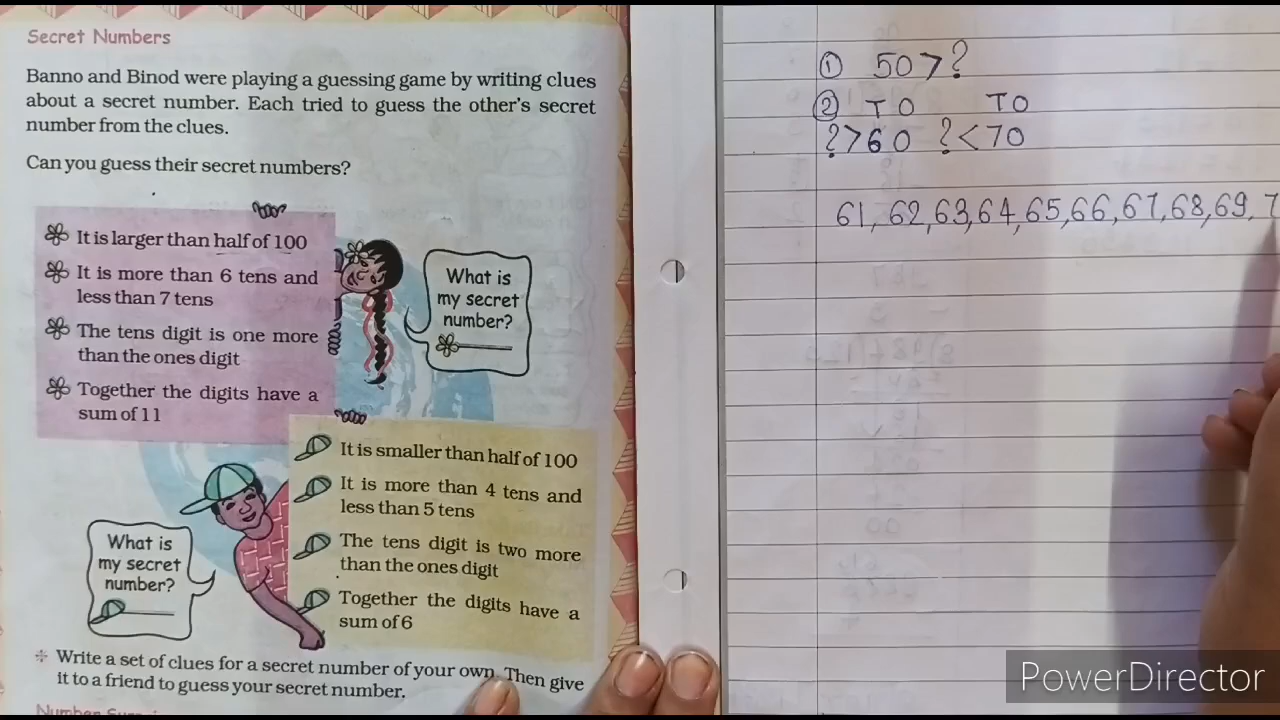 Secret Numbers
Banno and Binod were playing a guessing game by writing clues
about a secret number. Each tried to guess the other's secret
number from the clues.
Can you guess their secret numbers?
It is larger than half of 100
It is more than 6 tens and
less than 7 tens
The tens digit is one more
than the ones digit
Together the digits have a
sum of 11
What is
my secret
number?
It is smaller than half of 100
It is more than 4 tens and
less than 5 tens
The tens digit is two more
than the ones digit
Together the digits have a
sum of 6
What is
my secret
number?
Write a set of clues for a secret number of your own. Then give
it to a friend to guess your secret number.
① 50 > ?
② T O T O
? > 60 ? < 70
61, 62, 63, 64, 65, 66, 67, 68, 69, 7
PowerDirector